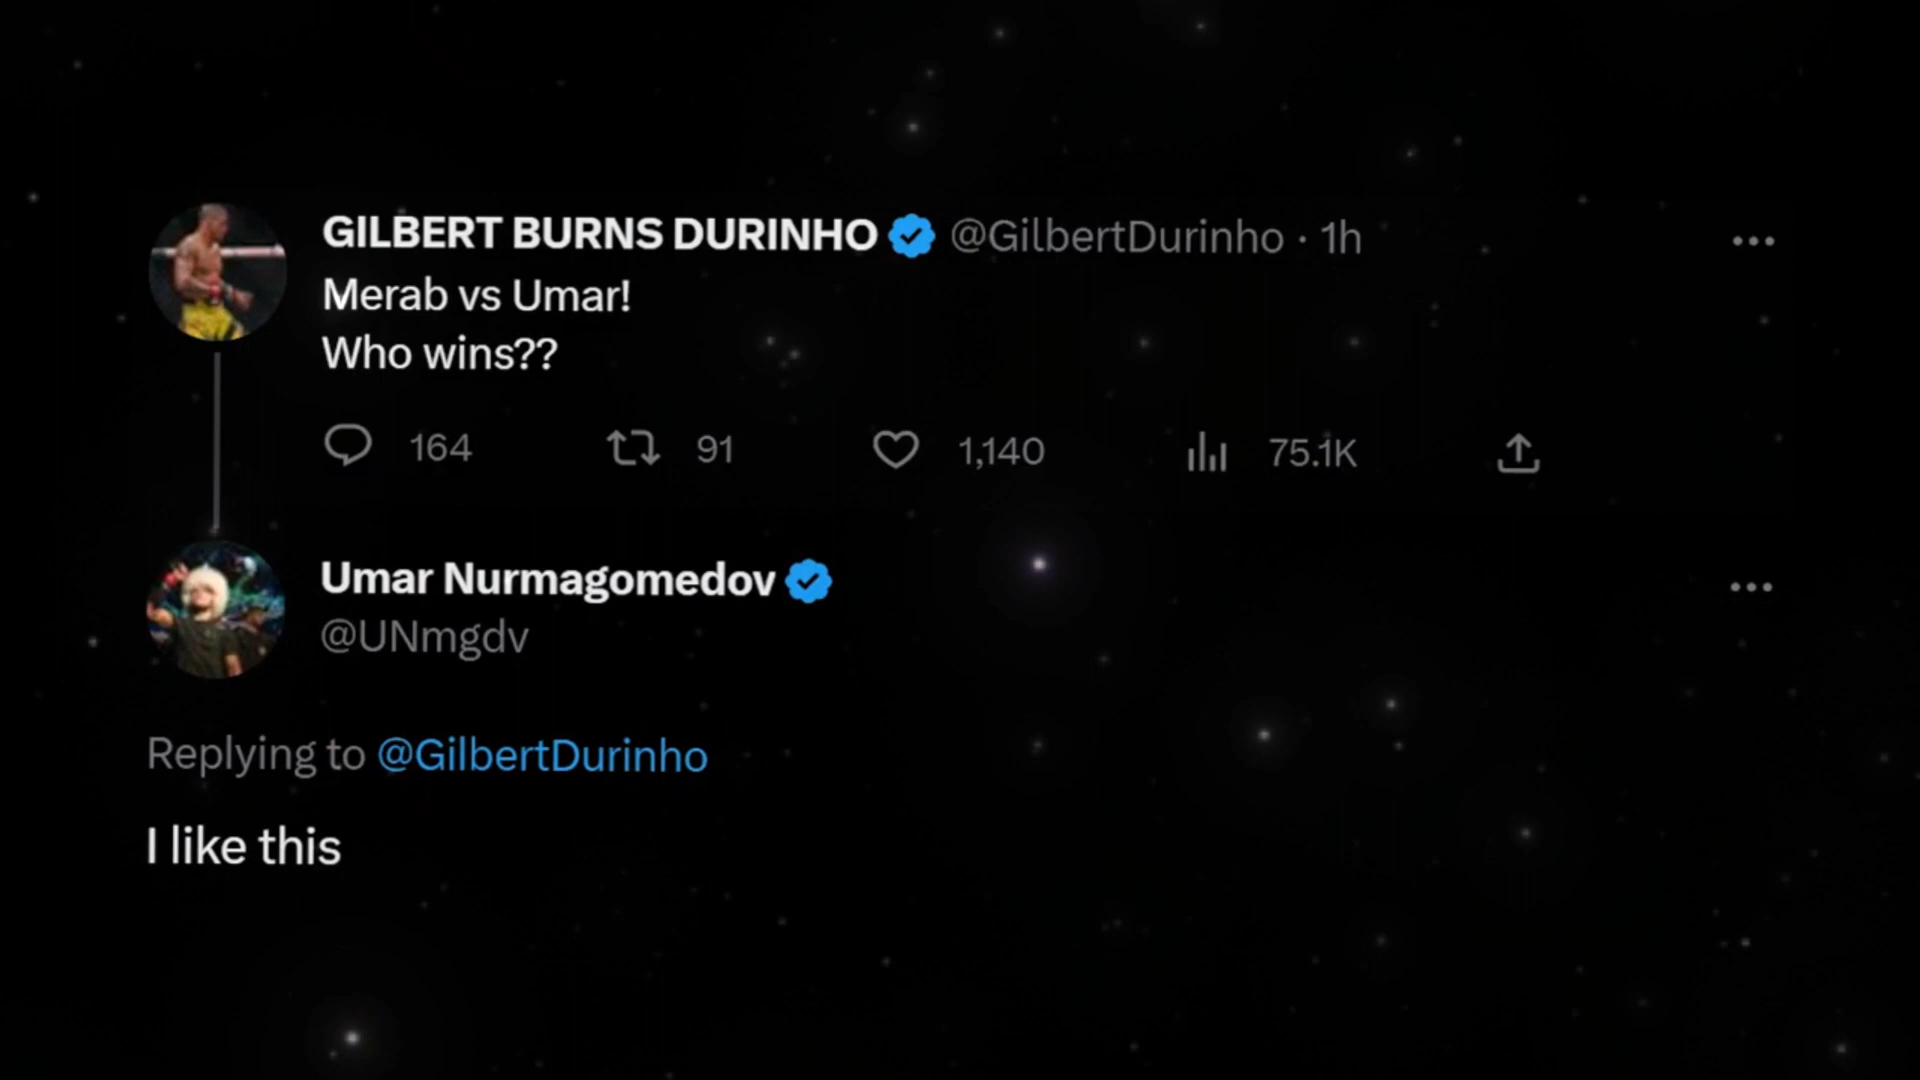 GILBERT BURNS DURINHO @GilbertDurinho · 1h
Merab vs Umar!
Who wins??
164 91 1,140 75.1K
Umar Nurmagomedov
@UNmgdv
Replying to @GilbertDurinho
I like this